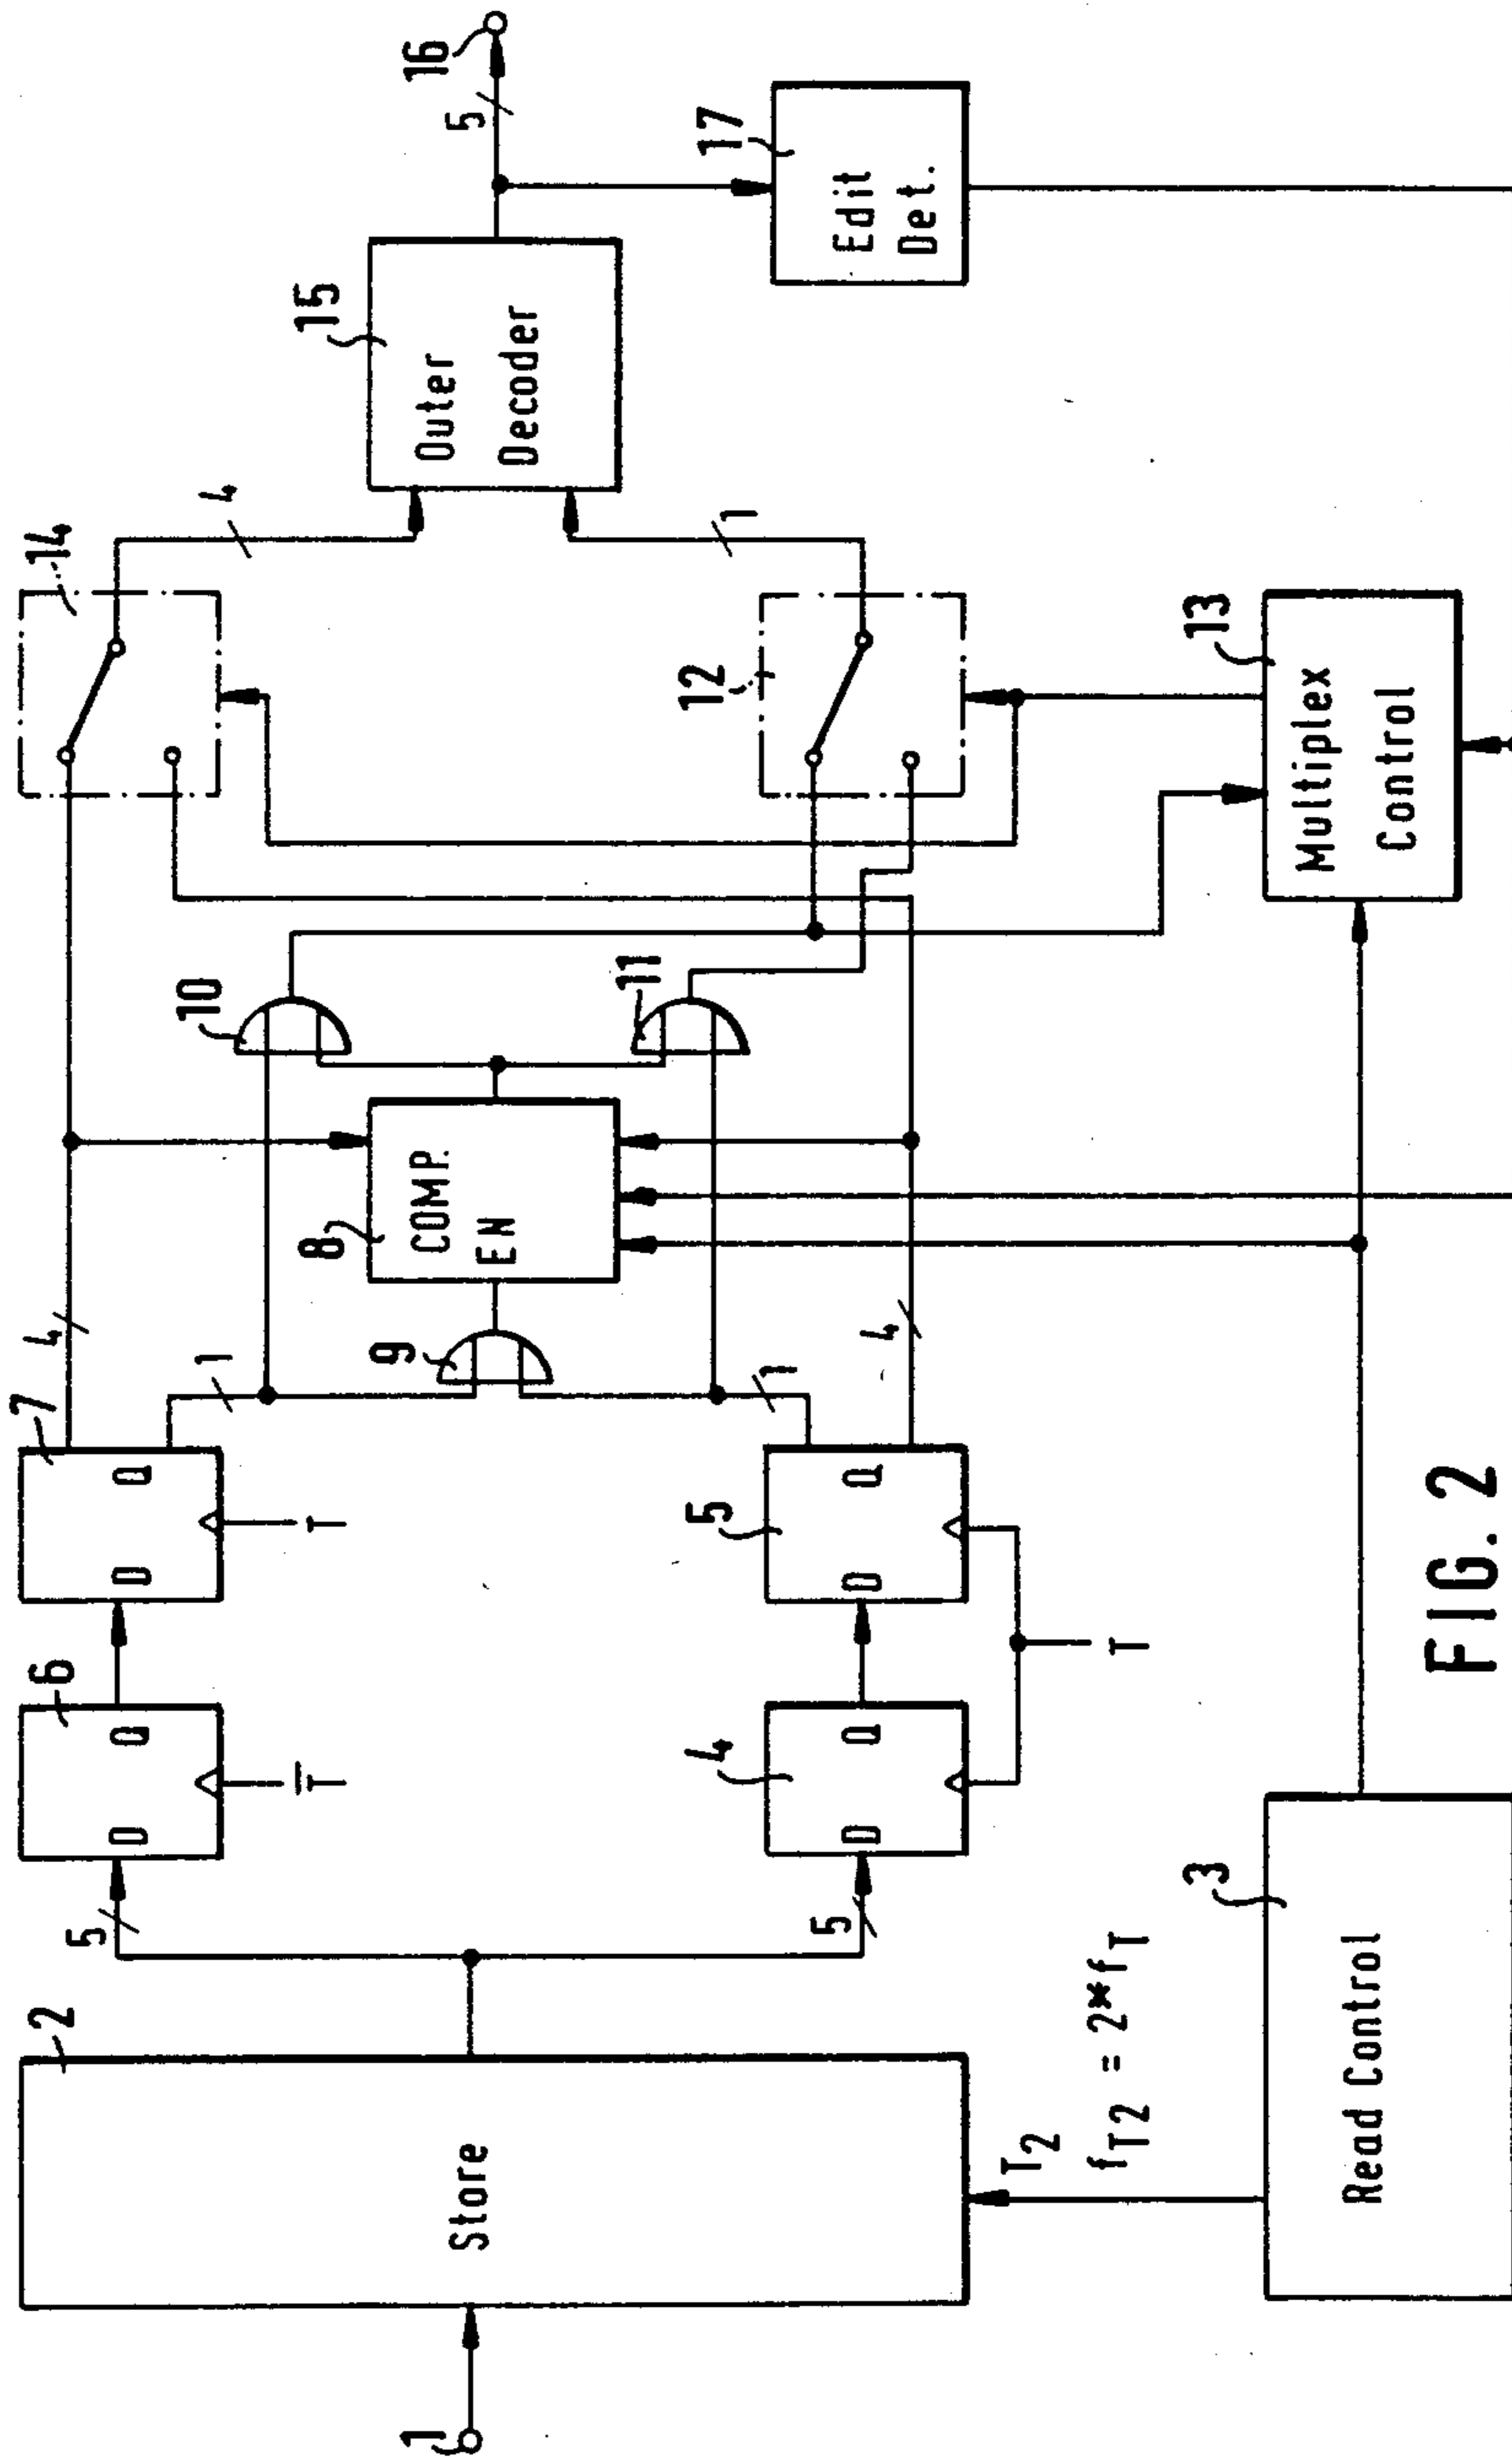 1
2
Store
T2
fT2 = 2*fT
3
Read Control
5
5
6
D Q
T̅
7
D Q
T
4
D Q
5
D Q
T
4
1
1
4
9
8
COMP.
EN
10
11
14
12
13
Multiplex
Control
4
1
15
Outer
Decoder
5
16
17
Edit
Det.
FIG. 2